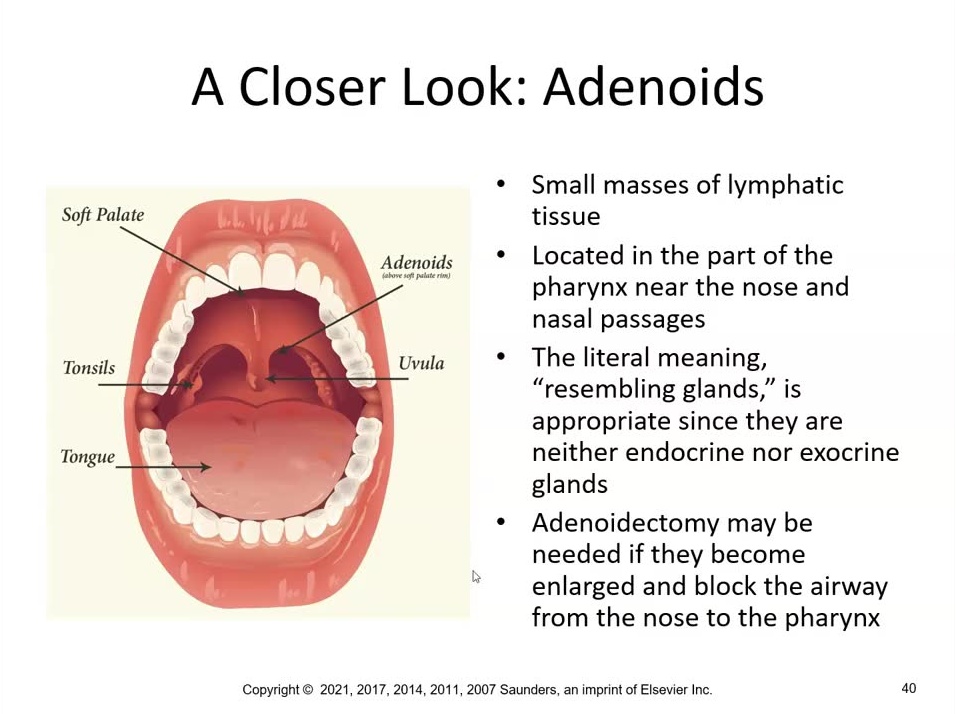 A Closer Look: Adenoids
Soft Palate
Adenoids
(above soft palate rim)
Tonsils
Uvula
Tongue
• Small masses of lymphatic
tissue
• Located in the part of the
pharynx near the nose and
nasal passages
• The literal meaning,
“resembling glands,” is
appropriate since they are
neither endocrine nor exocrine
glands
• Adenoidectomy may be
needed if they become
enlarged and block the airway
from the nose to the pharynx
Copyright © 2021, 2017, 2014, 2011, 2007 Saunders, an imprint of Elsevier Inc.
40